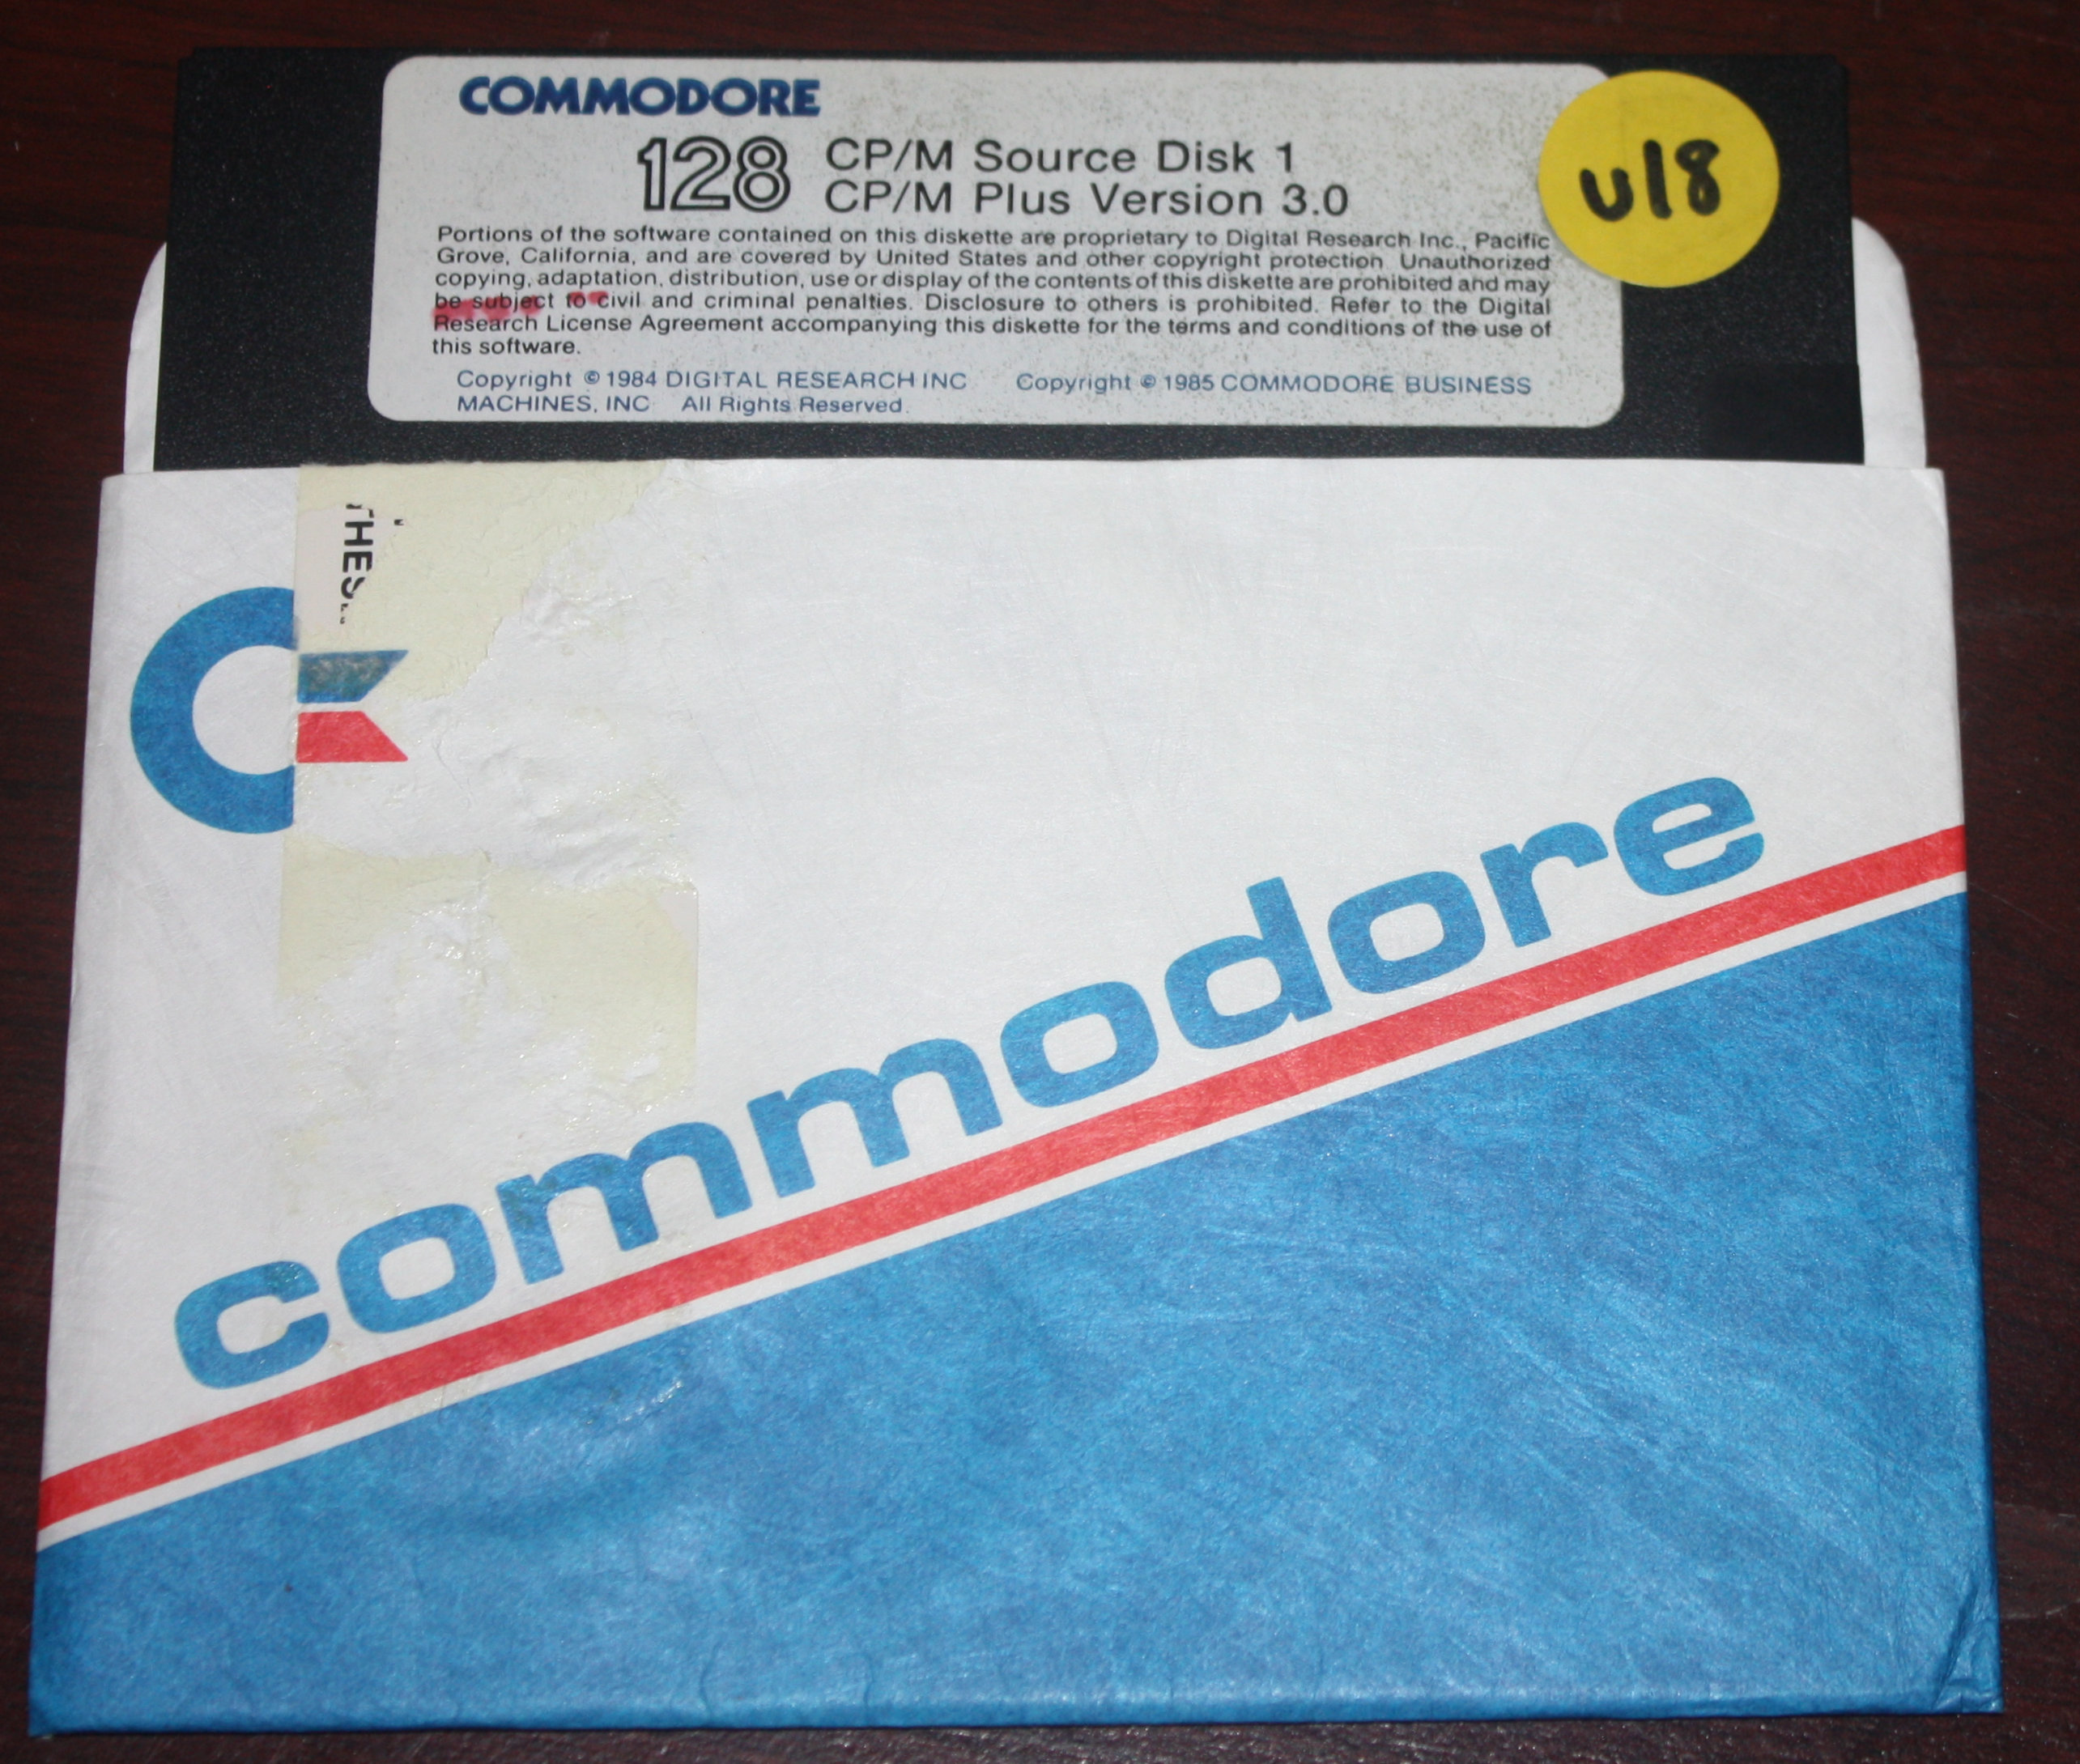 COMMODORE
128 CP/M Source Disk 1
CP/M Plus Version 3.0
u18
Portions of the software contained on this diskette are proprietary to Digital Research Inc., Pacific
Grove, California, and are covered by United States and other copyright protection. Unauthorized
copying, adaptation, distribution, use or display of the contents of this diskette are prohibited and may
be subject to civil and criminal penalties. Disclosure to others is prohibited. Refer to the Digital
Research License Agreement accompanying this diskette for the terms and conditions of the use of
this software.
Copyright © 1984 DIGITAL RESEARCH INC Copyright © 1985 COMMODORE BUSINESS
MACHINES, INC All Rights Reserved.
commodore